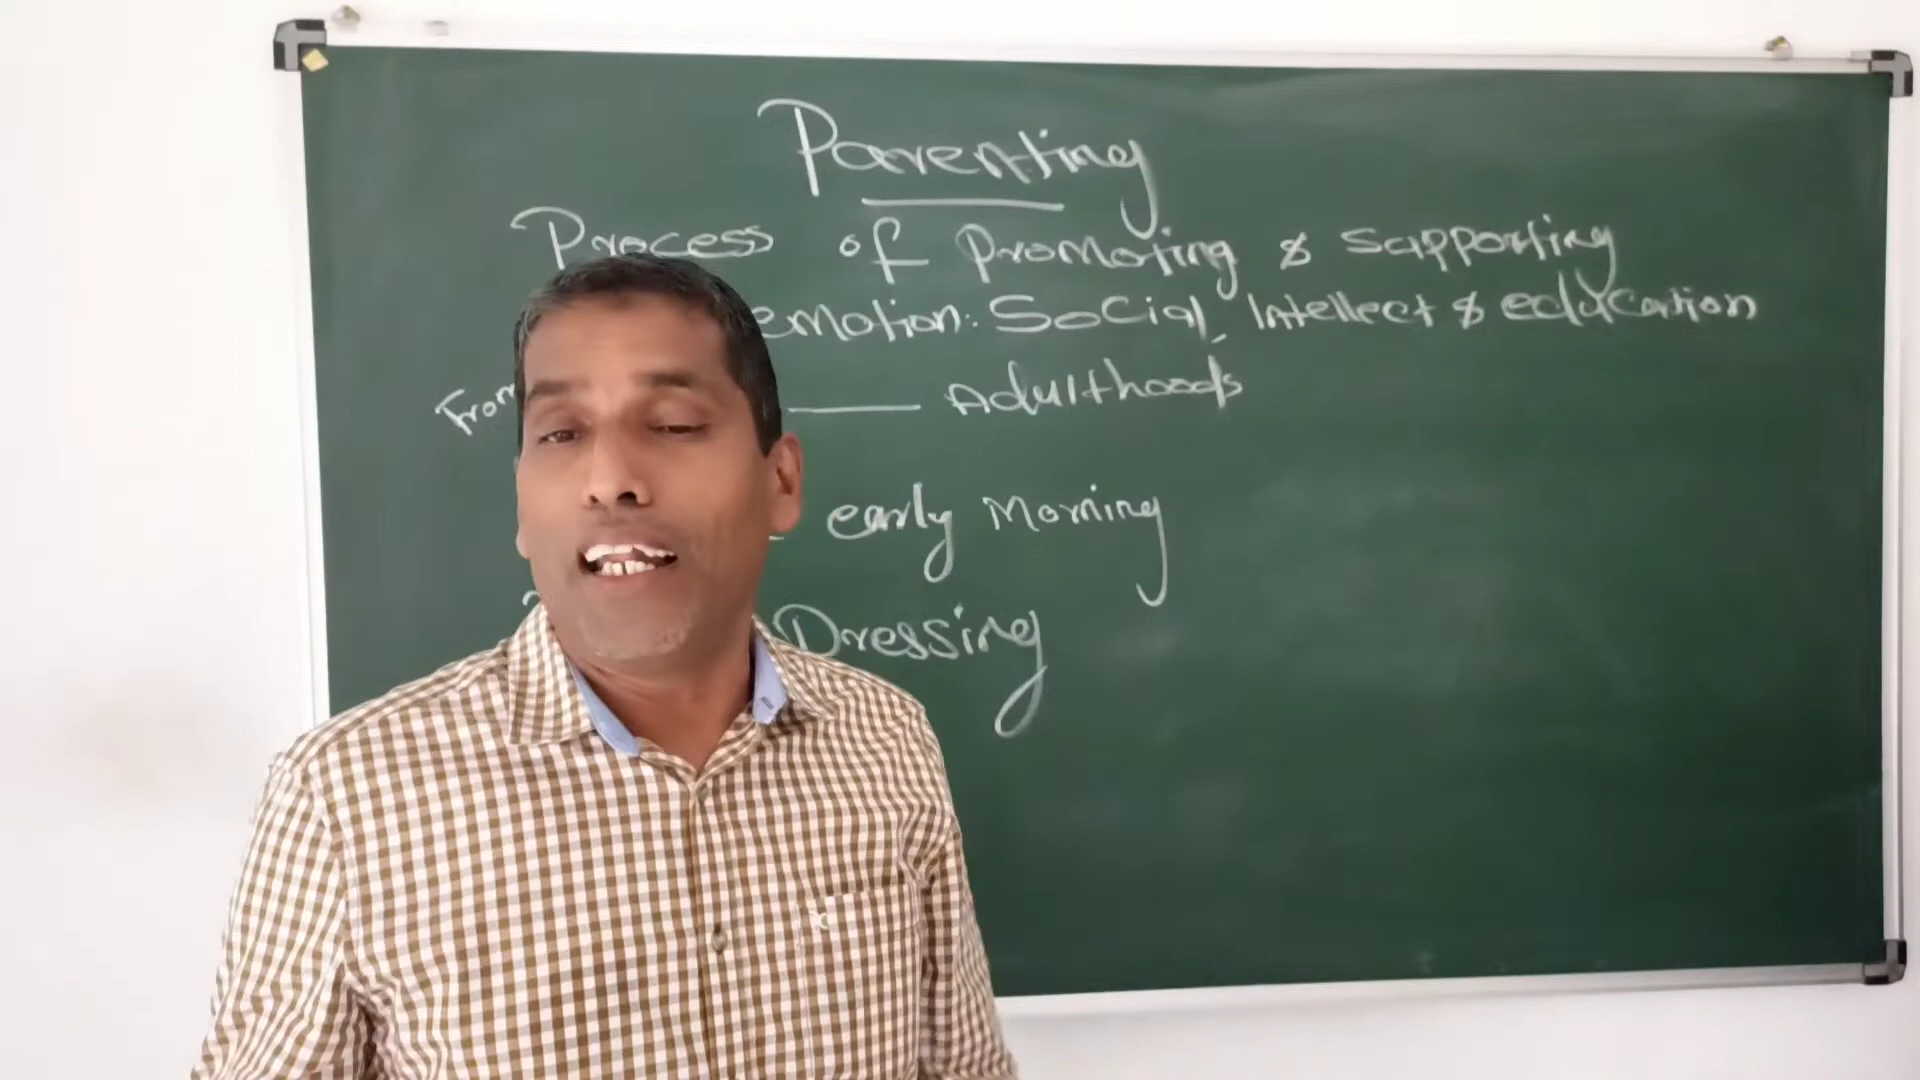 Parenting
Process of Promoting & Supporting
emotion: Social, Intellect & education
From — Adulthoods
early Morning
Dressing